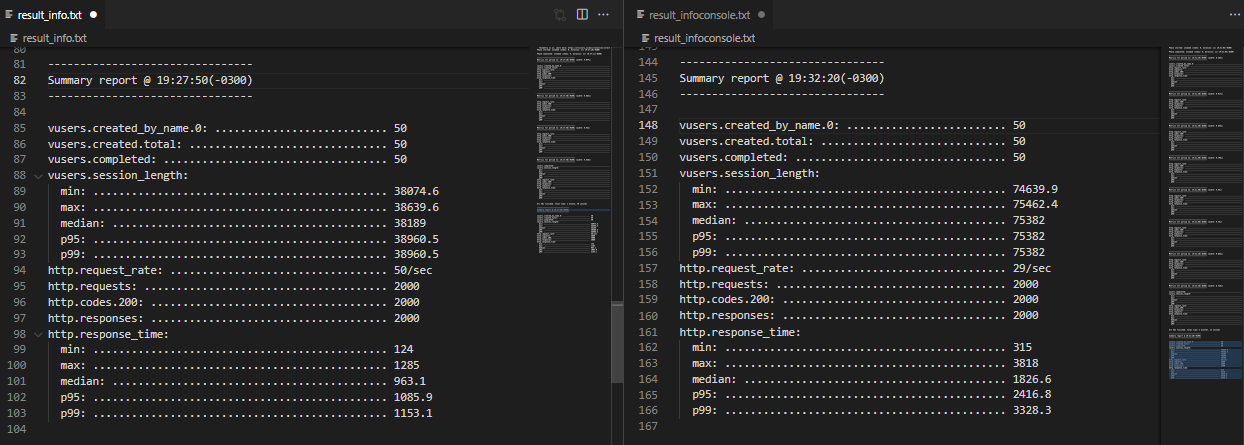 result_info.txt
result_info.txt
80
81 --------------------------------
82 Summary report @ 19:27:50(-0300)
83 --------------------------------
84
85 vusers.created_by_name.0: ........................... 50
86 vusers.created.total: ............................... 50
87 vusers.completed: ................................... 50
88 vusers.session_length:
89 min: .............................................. 38074.6
90 max: .............................................. 38639.6
91 median: ........................................... 38189
92 p95: .............................................. 38960.5
93 p99: .............................................. 38960.5
94 http.request_rate: .................................. 50/sec
95 http.requests: ...................................... 2000
96 http.codes.200: ..................................... 2000
97 http.responses: ..................................... 2000
98 http.response_time:
99 min: .............................................. 124
100 max: .............................................. 1285
101 median: ........................................... 963.1
102 p95: .............................................. 1085.9
103 p99: .............................................. 1153.1
104
result_infoconsole.txt
result_infoconsole.txt
143
144 --------------------------------
145 Summary report @ 19:32:20(-0300)
146 --------------------------------
147
148 vusers.created_by_name.0: ........................... 50
149 vusers.created.total: ............................... 50
150 vusers.completed: ................................... 50
151 vusers.session_length:
152 min: .............................................. 74639.9
153 max: .............................................. 75462.4
154 median: ........................................... 75382
155 p95: .............................................. 75382
156 p99: .............................................. 75382
157 http.request_rate: .................................. 29/sec
158 http.requests: ...................................... 2000
159 http.codes.200: ..................................... 2000
160 http.responses: ..................................... 2000
161 http.response_time:
162 min: .............................................. 315
163 max: .............................................. 3818
164 median: ........................................... 1826.6
165 p95: .............................................. 2416.8
166 p99: .............................................. 3328.3
167